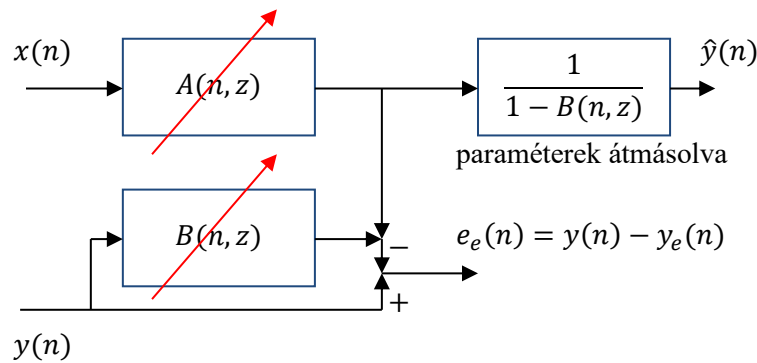 x(n)
A(n, z)
1
1 − B(n, z)
ŷ(n)
paraméterek átmásolva
B(n, z)
−
e_e(n) = y(n) − y_e(n)
+
y(n)